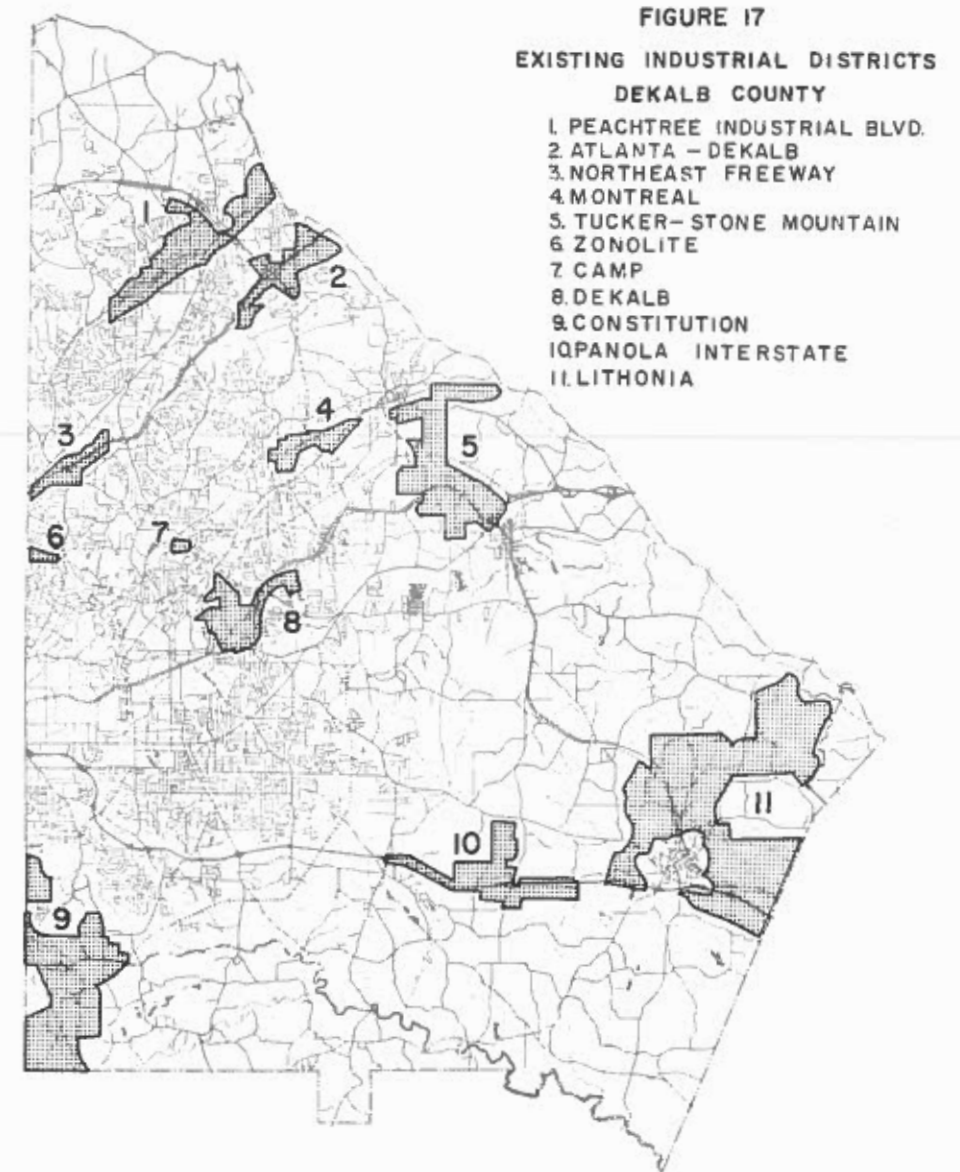 FIGURE 17
EXISTING INDUSTRIAL DISTRICTS
DEKALB COUNTY
1. PEACHTREE INDUSTRIAL BLVD.
2. ATLANTA - DEKALB
3. NORTHEAST FREEWAY
4. MONTREAL
5. TUCKER- STONE MOUNTAIN
6. ZONOLITE
7. CAMP
8. DEKALB
9. CONSTITUTION
10. PANOLA INTERSTATE
11. LITHONIA
1
2
3
4
5
6
7
8
9
10
11